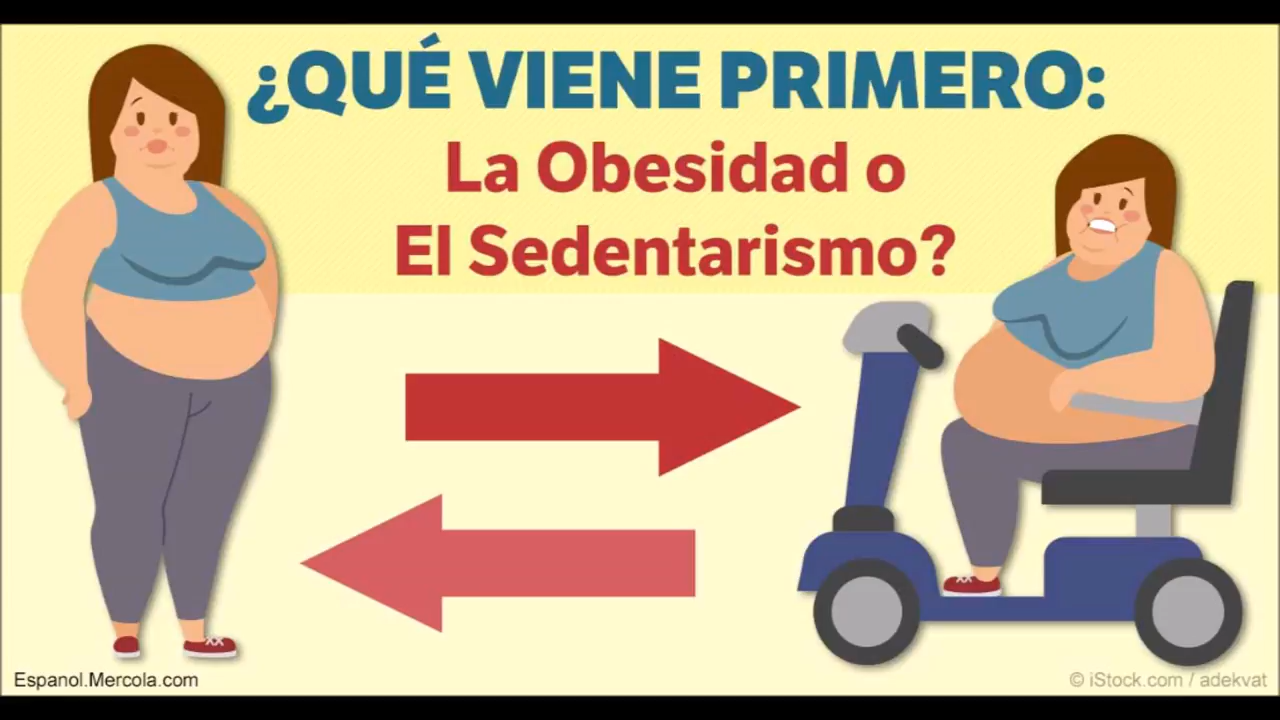 ¿QUÉ VIENE PRIMERO:
La Obesidad o
El Sedentarismo?
Espanol.Mercola.com
© iStock.com / adekvat